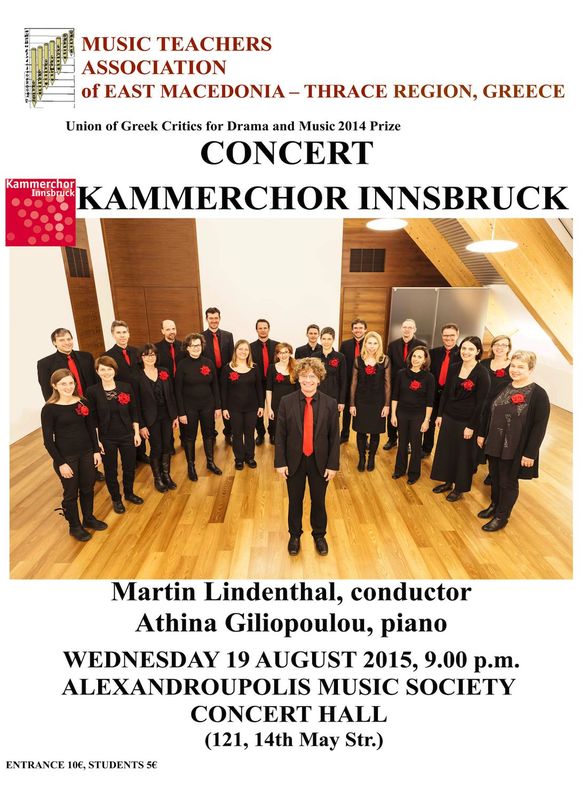 MUSIC TEACHERS
ASSOCIATION
of EAST MACEDONIA – THRACE REGION, GREECE
Union of Greek Critics for Drama and Music 2014 Prize
CONCERT
Kammerchor
Innsbruck
KAMMERCHOR INNSBRUCK
Martin Lindenthal, conductor
Athina Giliopoulou, piano
WEDNESDAY 19 AUGUST 2015, 9.00 p.m.
ALEXANDROUPOLIS MUSIC SOCIETY
CONCERT HALL
(121, 14th May Str.)
ENTRANCE 10€, STUDENTS 5€